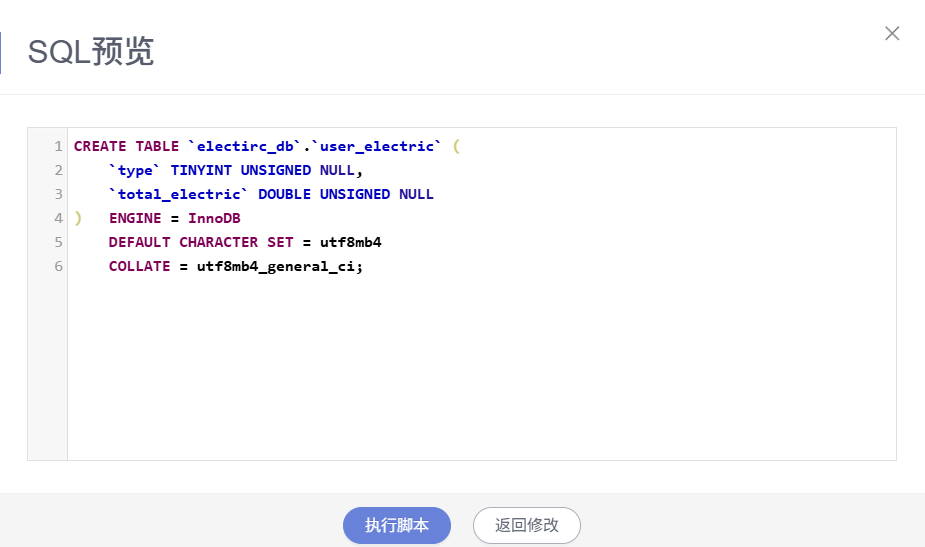 SQL预览
1 CREATE TABLE `electirc_db`.`user_electric` (
2     `type` TINYINT UNSIGNED NULL,
3     `total_electric` DOUBLE UNSIGNED NULL
4 )   ENGINE = InnoDB
5     DEFAULT CHARACTER SET = utf8mb4
6     COLLATE = utf8mb4_general_ci;
执行脚本 返回修改